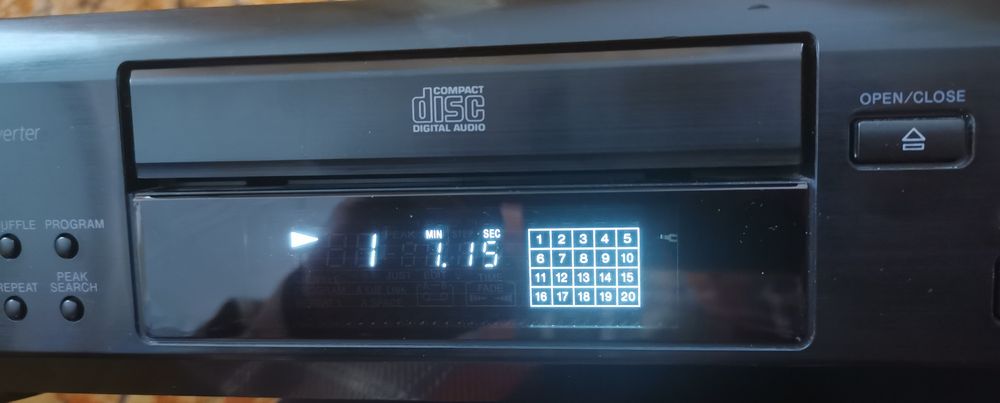 COMPACT
disc
DIGITAL AUDIO
OPEN/CLOSE
verter
UFFLE PROGRAM
REPEAT PEAK SEARCH
MIN SEC
1 1.15
1 2 3 4 5
6 7 8 9 10
11 12 13 14 15
16 17 18 19 20
FADE